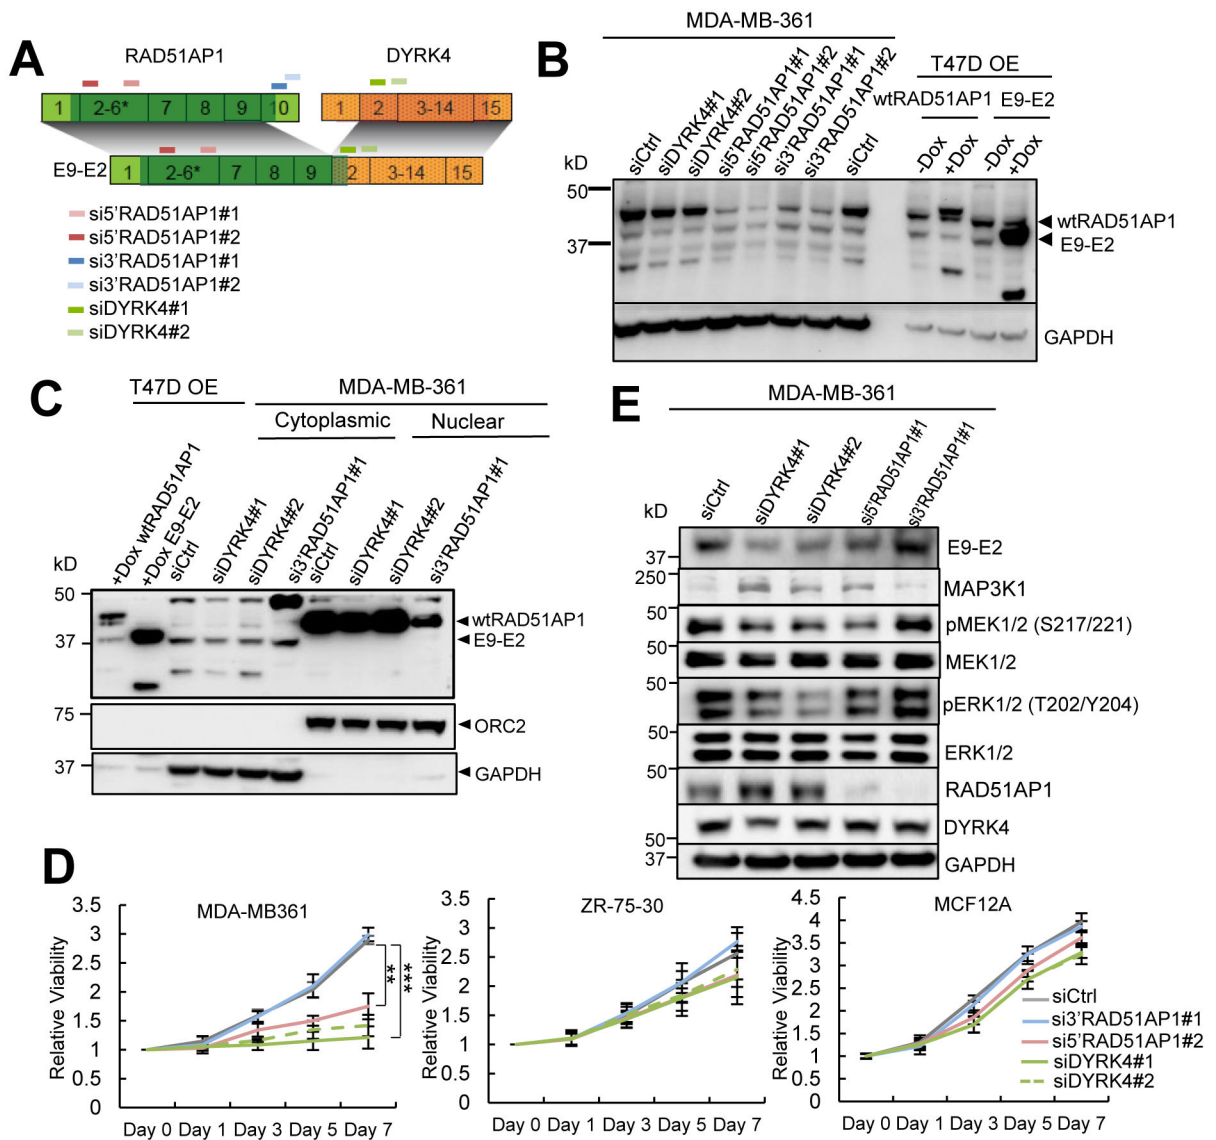 A
RAD51AP1
DYRK4
1
2-6*
7
8
9
10
1
2
3-14
15
E9-E2
1
2-6*
7
8
9
2
3-14
15
si5'RAD51AP1#1
si5'RAD51AP1#2
si3'RAD51AP1#1
si3'RAD51AP1#2
siDYRK4#1
siDYRK4#2
B
MDA-MB-361
T47D OE
wtRAD51AP1
E9-E2
siCtrl
siDYRK4#1
siDYRK4#2
si5'RAD51AP1#1
si5'RAD51AP1#2
si3'RAD51AP1#1
si3'RAD51AP1#2
siCtrl
-Dox
+Dox
-Dox
+Dox
kD
50
37
wtRAD51AP1
E9-E2
GAPDH
C
T47D OE
MDA-MB-361
Cytoplasmic
Nuclear
+Dox wtRAD51AP1
+Dox E9-E2
siCtrl
siDYRK4#1
siDYRK4#2
si3'RAD51AP1#1
siCtrl
siDYRK4#1
siDYRK4#2
si3'RAD51AP1#1
kD
50
37
wtRAD51AP1
E9-E2
75
ORC2
37
GAPDH
E
MDA-MB-361
siCtrl
siDYRK4#1
siDYRK4#2
si5'RAD51AP1#1
si3'RAD51AP1#1
kD
37
E9-E2
250
MAP3K1
50
pMEK1/2 (S217/221)
50
MEK1/2
50
pERK1/2 (T202/Y204)
ERK1/2
50
RAD51AP1
DYRK4
50
37
GAPDH
D
MDA-MB361
Relative Viability
3.5
3
2.5
2
1.5
1
0.5
0
Day 0 Day 1 Day 3 Day 5 Day 7
**
***
ZR-75-30
Relative Viability
3.5
3
2.5
2
1.5
1
0.5
0
Day 0 Day 1 Day 3 Day 5 Day 7
MCF12A
Relative Viability
4.5
4
3.5
3
2.5
2
1.5
1
0.5
0
Day 0 Day 1 Day 3 Day 5 Day 7
siCtrl
si3'RAD51AP1#1
si5'RAD51AP1#2
siDYRK4#1
siDYRK4#2